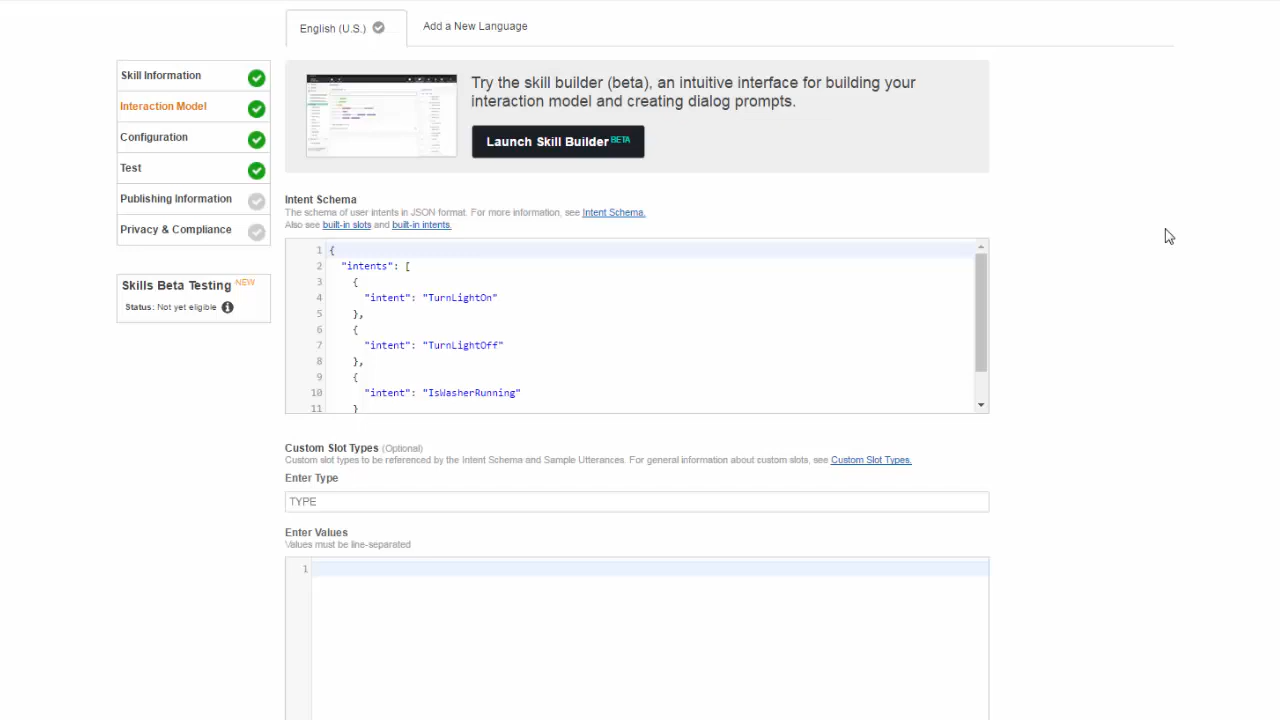 English (U.S.)
Add a New Language
Skill Information
Interaction Model
Configuration
Test
Publishing Information
Privacy & Compliance
Skills Beta Testing NEW
Status: Not yet eligible
Try the skill builder (beta), an intuitive interface for building your
interaction model and creating dialog prompts.
Launch Skill Builder BETA
Intent Schema
The schema of user intents in JSON format. For more information, see Intent Schema.
Also see built-in slots and built-in intents.
1 {
2 "intents": [
3 {
4 "intent": "TurnLightOn"
5 },
6 {
7 "intent": "TurnLightOff"
8 },
9 {
10 "intent": "IsWasherRunning"
11 }
Custom Slot Types (Optional)
Custom slot types to be referenced by the Intent Schema and Sample Utterances. For general information about custom slots, see Custom Slot Types.
Enter Type
TYPE
Enter Values
Values must be line-separated
1